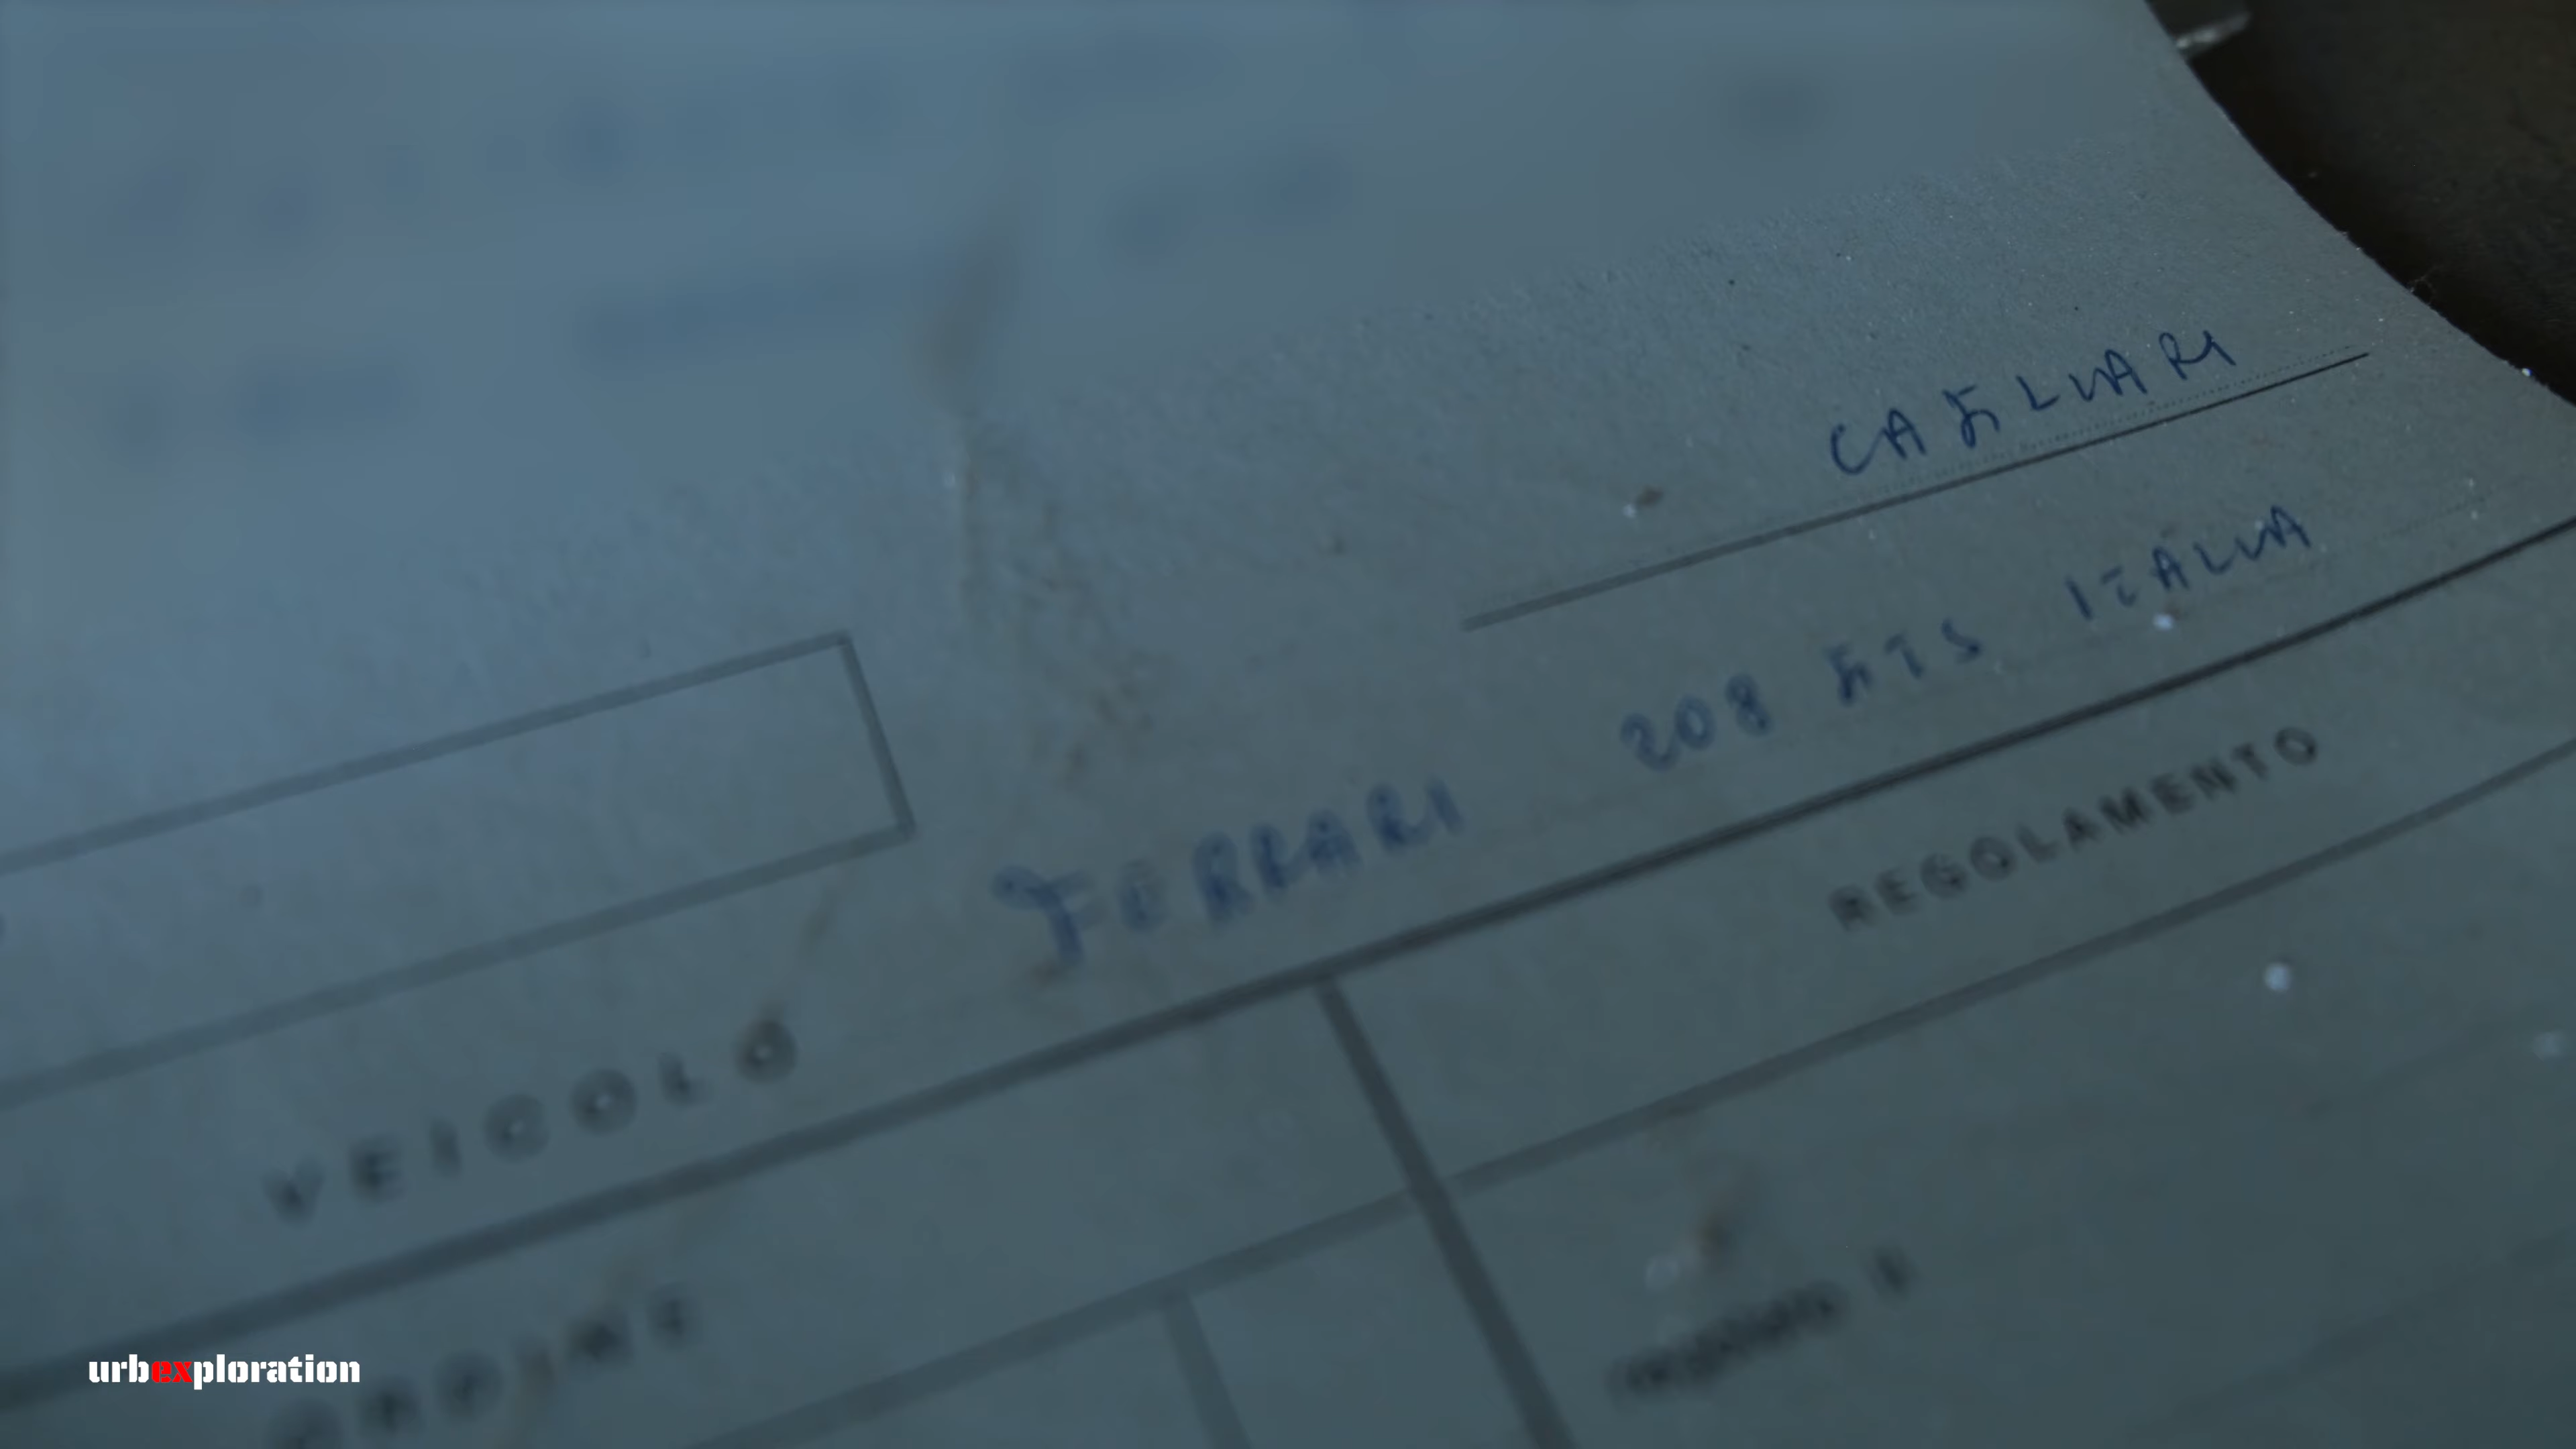 CAGLIARI
FERRARI 208 GTS ITALIA
VEICOLO
REGOLAMENTO
urbexploration